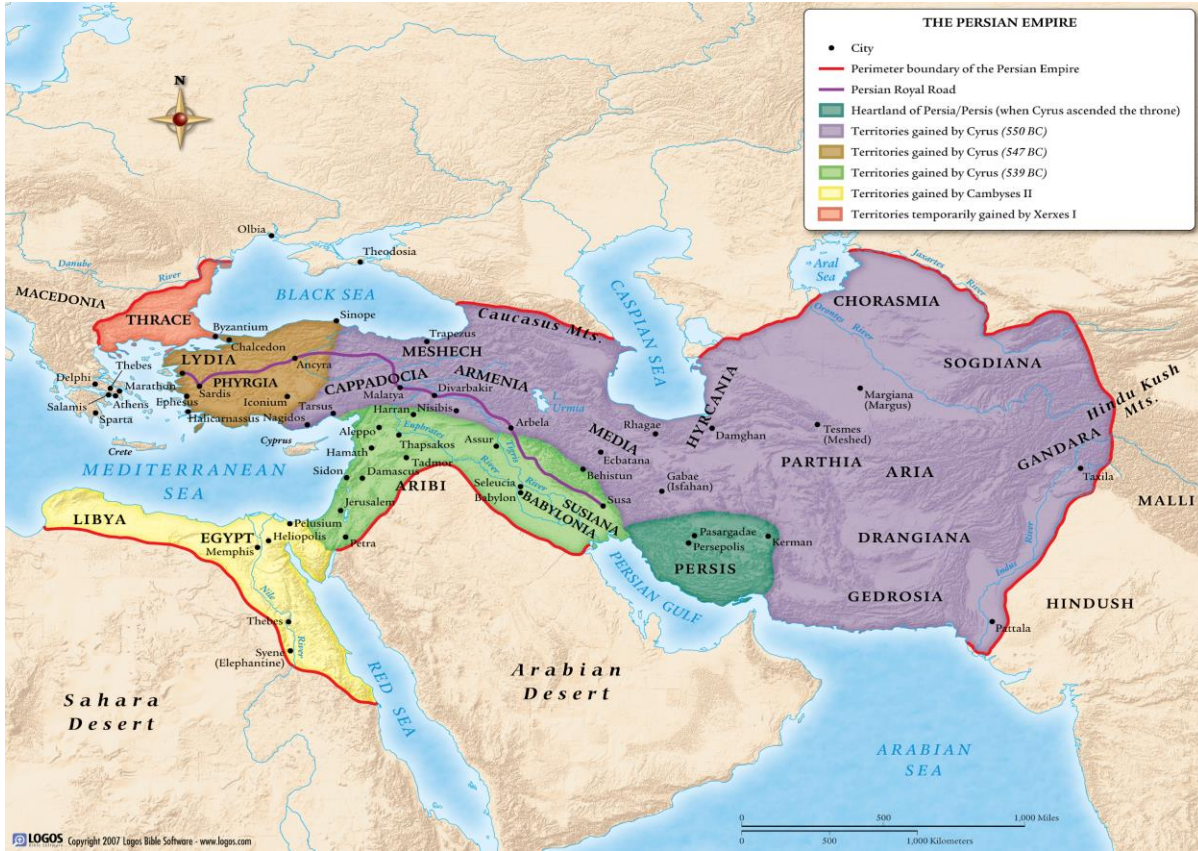 THE PERSIAN EMPIRE
City
Perimeter boundary of the Persian Empire
Persian Royal Road
Heartland of Persia/Persis (when Cyrus ascended the throne)
Territories gained by Cyrus (550 BC)
Territories gained by Cyrus (547 BC)
Territories gained by Cyrus (539 BC)
Territories gained by Cambyses II
Territories temporarily gained by Xerxes I
N
Olbia
Theodosia
Danube
River
MACEDONIA
THRACE
BLACK SEA
Byzantium
Chalcedon
Sinope
Trapezus
Caucasus Mts.
CASPIAN SEA
Aral
Sea
Jaxartes
River
CHORASMIA
Oronius River
SOGDIANA
Hindu Kush
Mts.
Thebes
Delphi
Marathon
Salamis
Athens
Sparta
Ephesus
Halicarnassus
LYDIA
PHYRGIA
Sardis
Ancyra
Iconium
Nagidos
Tarsus
MESHECH
CAPPADOCIA
Malatya
ARMENIA
Divarbakir
L.
Urmia
Harran
Nisibis
Arbela
MEDIA
Rhagae
Ecbatana
HYRCANIA
Damghan
Margiana
(Margus)
Tesmes
(Meshed)
PARTHIA
ARIA
GANDARA
Taxila
MALLI
Crete
Cyprus
MEDITERRANEAN
SEA
Aleppo
Euphrates
River
Thapsakos
Hamath
Tadmor
Assur
Tigris
River
Sidon
Damascus
ARIBI
Seleucia
Babylon
BABYLONIA
SUSIANA
Behistun
Susa
Gabae
(Isfahan)
Jerusalem
Petra
LIBYA
EGYPT
Pelusium
Heliopolis
Memphis
Nile
River
Thebes
Syene
(Elephantine)
RED SEA
PERSIAN GULF
Pasargadae
Persepolis
PERSIS
Kerman
DRANGIANA
GEDROSIA
Indus
River
Pattala
HINDUSH
Sahara
Desert
Arabian
Desert
ARABIAN
SEA
0 500 1,000 Miles
0 500 1,000 Kilometers
LOGOS Copyright 2007 Logos Bible Software - www.logos.com